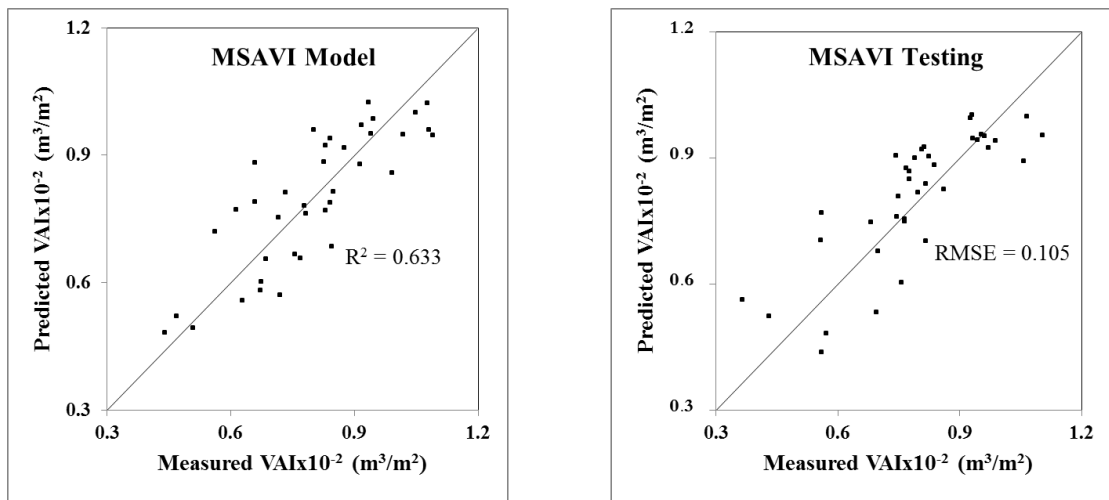 MSAVI Model
Predicted VAIx10⁻² (m³/m²)
1.2
0.9
0.6
0.3
R² = 0.633
0.3 0.6 0.9 1.2
Measured VAIx10⁻² (m³/m²)
MSAVI Testing
Predicted VAIx10⁻² (m³/m²)
1.2
0.9
0.6
0.3
RMSE = 0.105
0.3 0.6 0.9 1.2
Measured VAIx10⁻² (m³/m²)